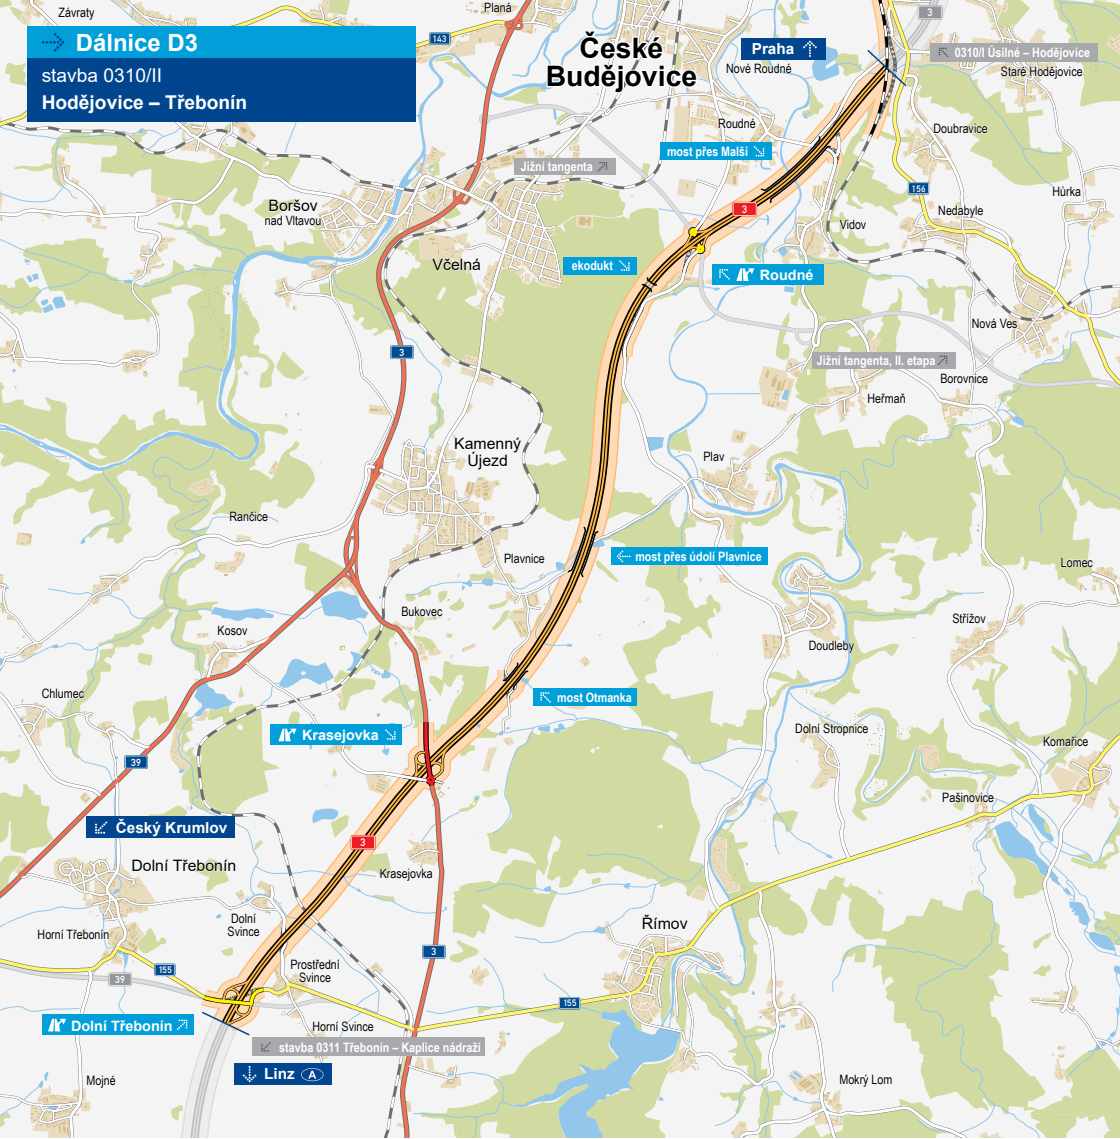 Závraty
Planá
Dálnice D3
stavba 0310/II
Hodějovice – Třebonín
143
České
Budějovice
Praha
3
0310/I Úsilné – Hodějovice
Nové Roudné
Staré Hodějovice
Roudné
Doubravice
most přes Malši
Jižní tangenta
156
Hůrka
Boršov
nad Vltavou
3
Nedabyle
Vidov
Včelná
ekodukt
Roudné
Nová Ves
3
Jižní tangenta, II. etapa
Borovnice
Heřmaň
Kamenný
Újezd
Plav
Rančice
Plavnice
most přes údolí Plavnice
Lomec
Bukovec
Kosov
Střížov
Doudleby
Chlumec
most Otmanka
Krasejovka
Dolní Stropnice
Komařice
39
Pašinovice
Český Krumlov
3
Dolní Třebonín
Krasejovka
Dolní
Svince
Římov
Horní Třebonín
3
155
39
Prostřední
Svince
155
Dolní Třebonín
Horní Svince
stavba 0311 Třebonín – Kaplice nádraží
Linz A
Mojné
Mokrý Lom